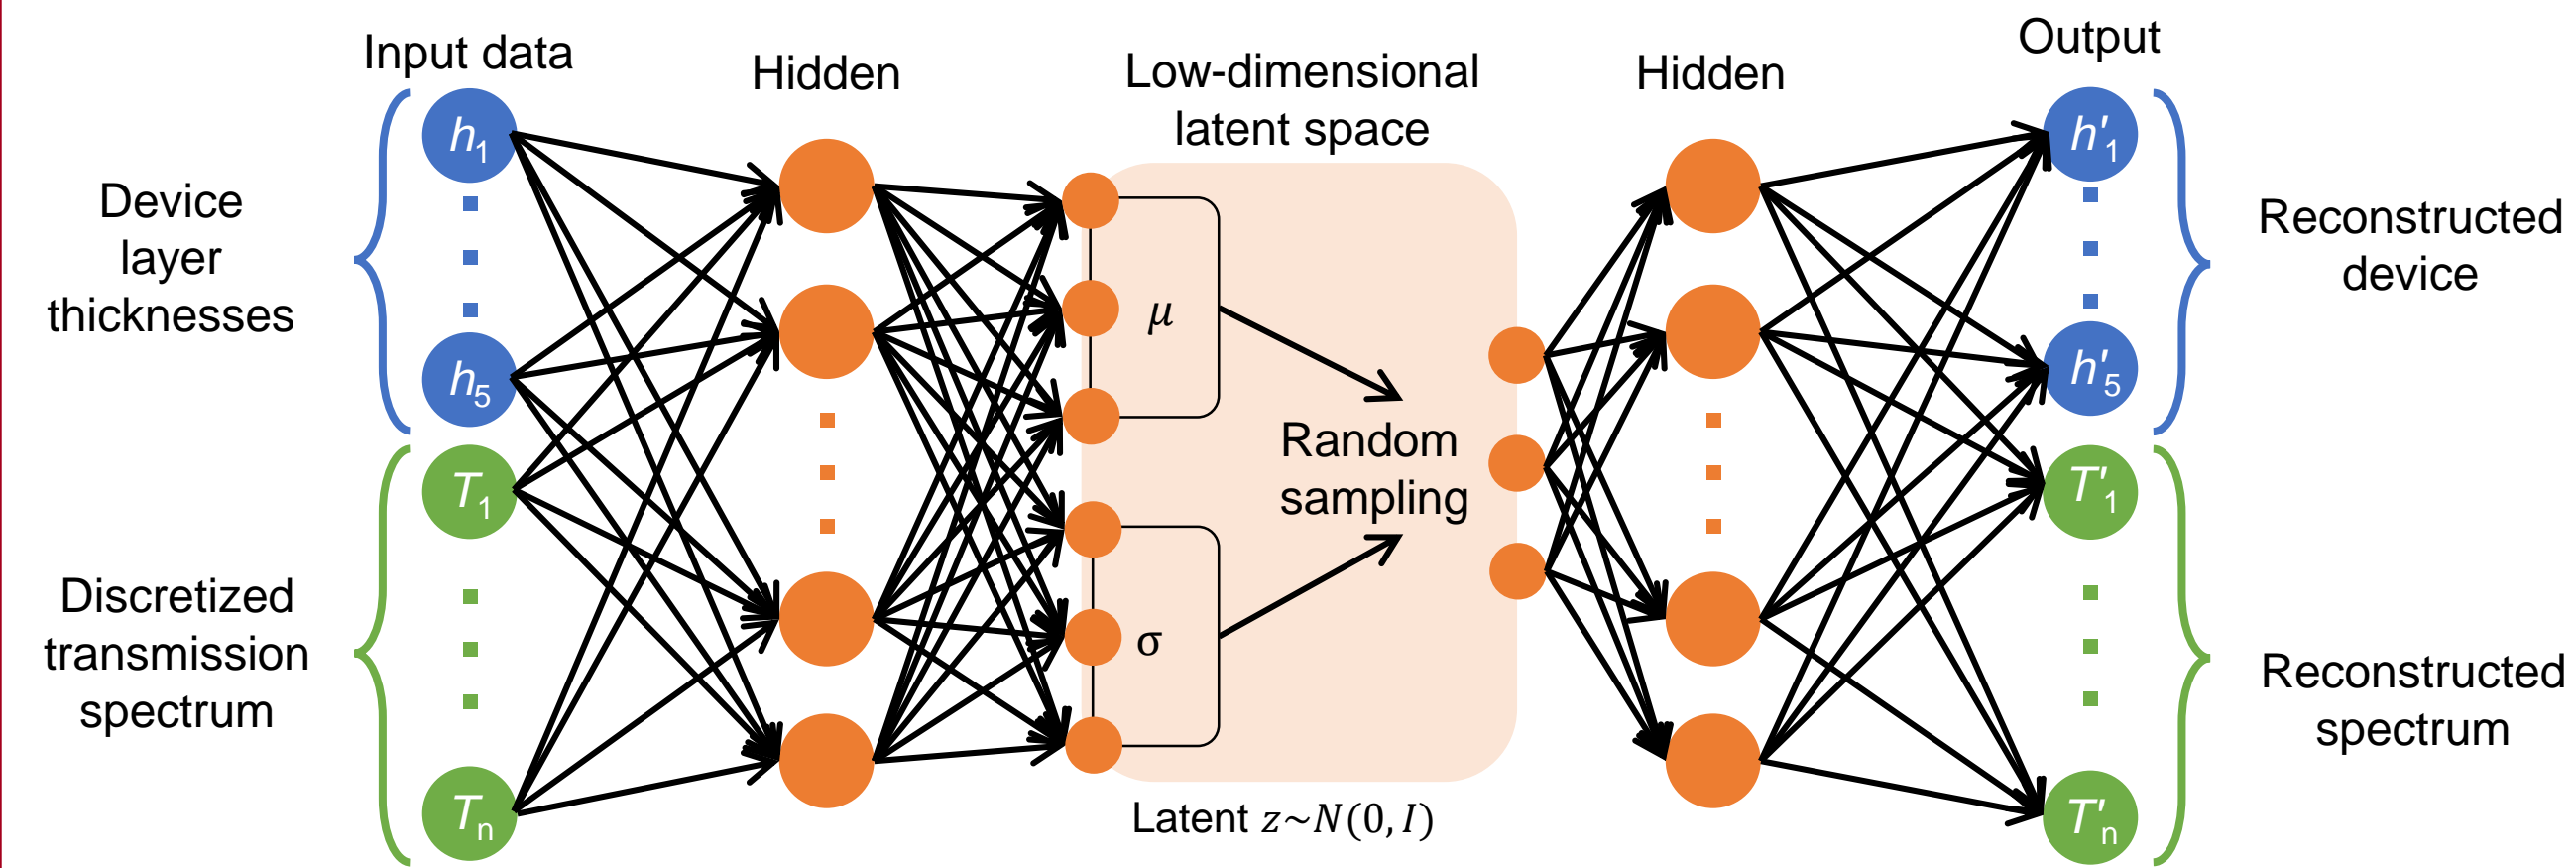 Input data
Hidden
Low-dimensional
latent space
Hidden
Output
Device
layer
thicknesses
h₁
h₅
Discretized
transmission
spectrum
T₁
Tₙ
μ
σ
Random
sampling
Latent z~N(0, I)
h′₁
h′₅
Reconstructed
device
T′₁
T′ₙ
Reconstructed
spectrum